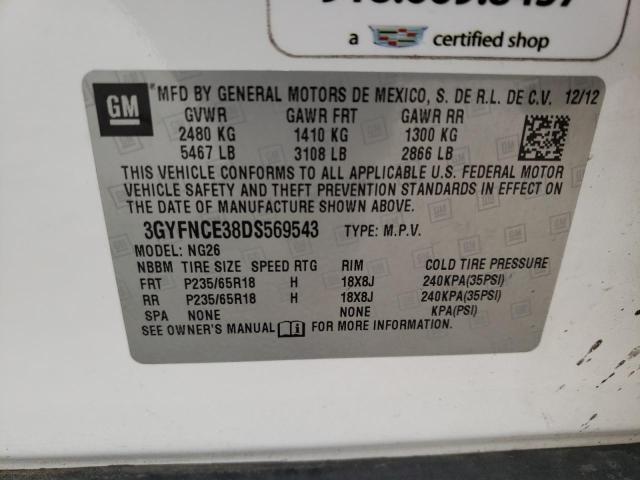 a certified shop
GM
*MFD BY GENERAL MOTORS DE MEXICO, S. DE R.L. DE C.V. 12/12
GVWR GAWR FRT GAWR RR
2480 KG 1410 KG 1300 KG
5467 LB 3108 LB 2866 LB
THIS VEHICLE CONFORMS TO ALL APPLICABLE U.S. FEDERAL MOTOR
VEHICLE SAFETY AND THEFT PREVENTION STANDARDS IN EFFECT ON
THE DATE OF MANUFACTURE SHOWN ABOVE.
3GYFNCE38DS569543 TYPE: M.P.V.
MODEL: NG26
NBBM TIRE SIZE SPEED RTG RIM COLD TIRE PRESSURE
FRT P235/65R18 H 18X8J 240KPA(35PSI)
RR P235/65R18 H 18X8J 240KPA(35PSI)
SPA NONE NONE KPA(PSI)
SEE OWNER'S MANUAL FOR MORE INFORMATION.